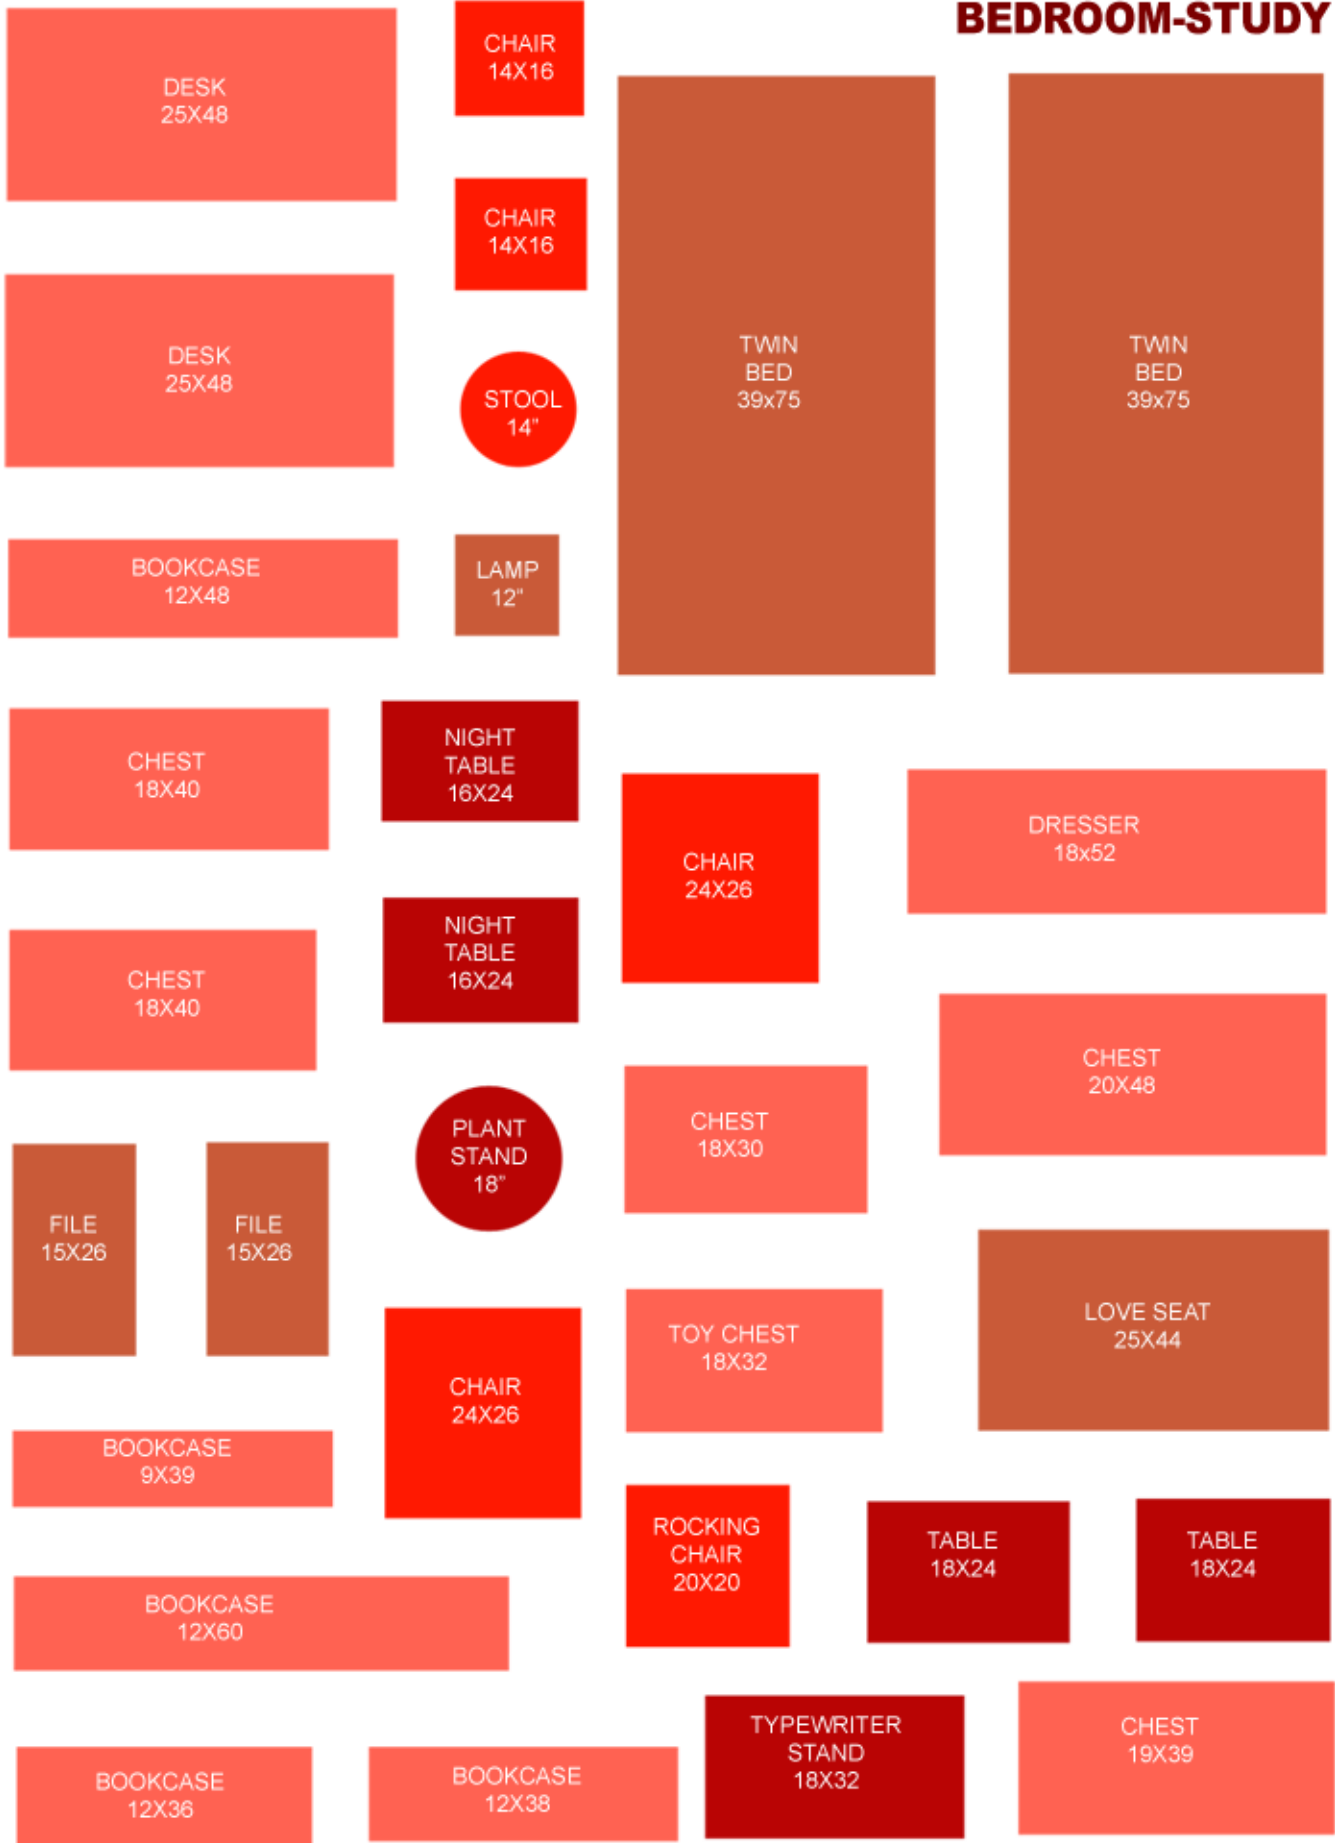 BEDROOM-STUDY
DESK
25X48
CHAIR
14X16
CHAIR
14X16
DESK
25X48
STOOL
14"
TWIN
BED
39x75
TWIN
BED
39x75
BOOKCASE
12X48
LAMP
12"
CHEST
18X40
NIGHT
TABLE
16X24
CHAIR
24X26
DRESSER
18x52
CHEST
18X40
NIGHT
TABLE
16X24
CHEST
20X48
PLANT
STAND
18"
CHEST
18X30
FILE
15X26
FILE
15X26
LOVE SEAT
25X44
TOY CHEST
18X32
CHAIR
24X26
BOOKCASE
9X39
ROCKING
CHAIR
20X20
TABLE
18X24
TABLE
18X24
BOOKCASE
12X60
TYPEWRITER
STAND
18X32
CHEST
19X39
BOOKCASE
12X36
BOOKCASE
12X38